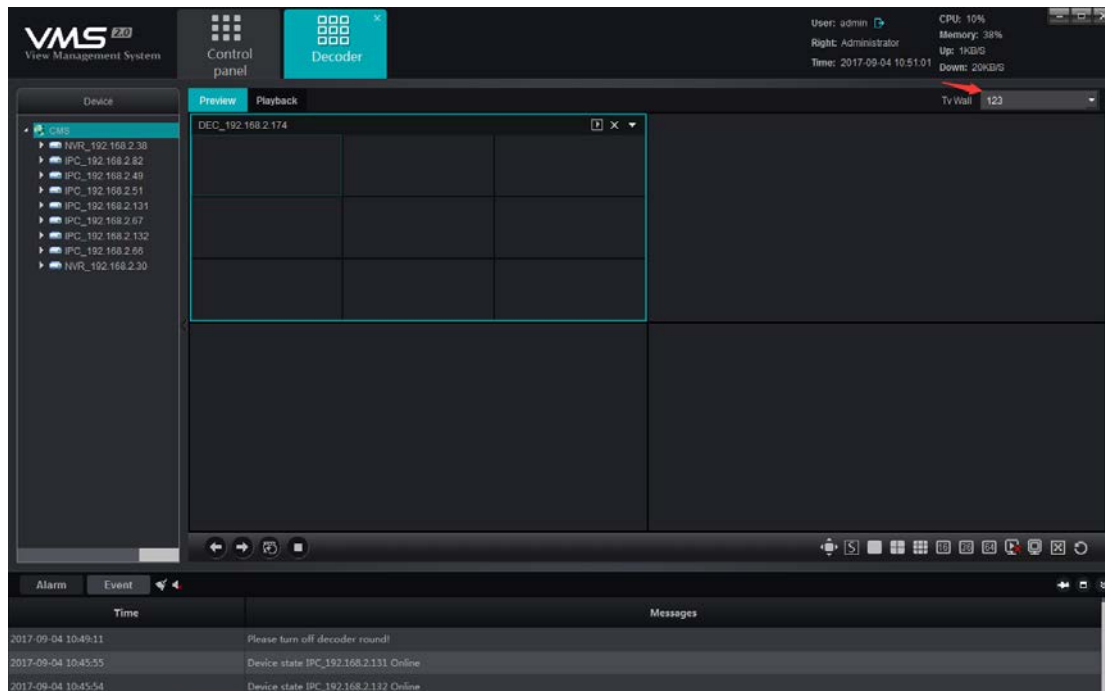 VMS 2.0
View Management System
Control
panel
Decoder
User: admin
Right: Administrator
Time: 2017-09-04 10:51:01
CPU: 10%
Memory: 38%
Up: 1KB/S
Down: 20KB/S
Device
Preview Playback
Tv Wall 123
CMS
NVR_192.168.2.38
IPC_192.168.2.82
IPC_192.168.2.49
IPC_192.168.2.51
IPC_192.168.2.131
IPC_192.168.2.67
IPC_192.168.2.132
IPC_192.168.2.66
NVR_192.168.2.30
DEC_192.168.2.174
S 16 64
Alarm Event
Time Messages
2017-09-04 10:49:11 Please turn off decoder round!
2017-09-04 10:45:55 Device state IPC_192.168.2.131 Online
2017-09-04 10:45:54 Device state IPC_192.168.2.132 Online